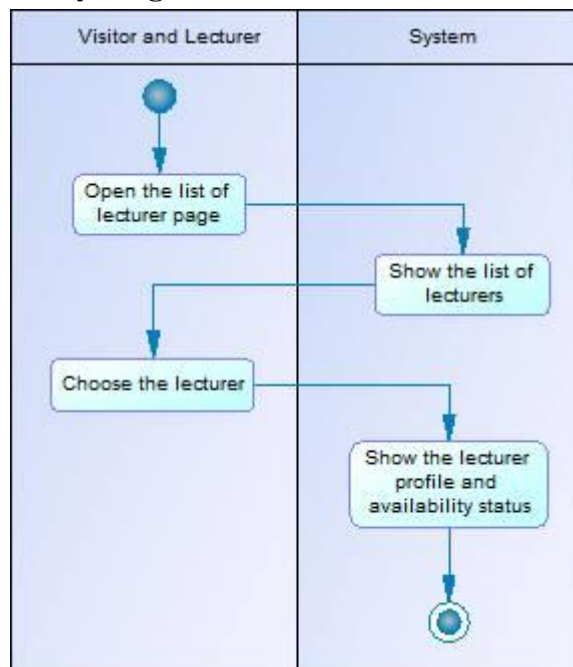 Visitor and Lecturer
System
Open the list of
lecturer page
Show the list of
lecturers
Choose the lecturer
Show the lecturer
profile and
availability status